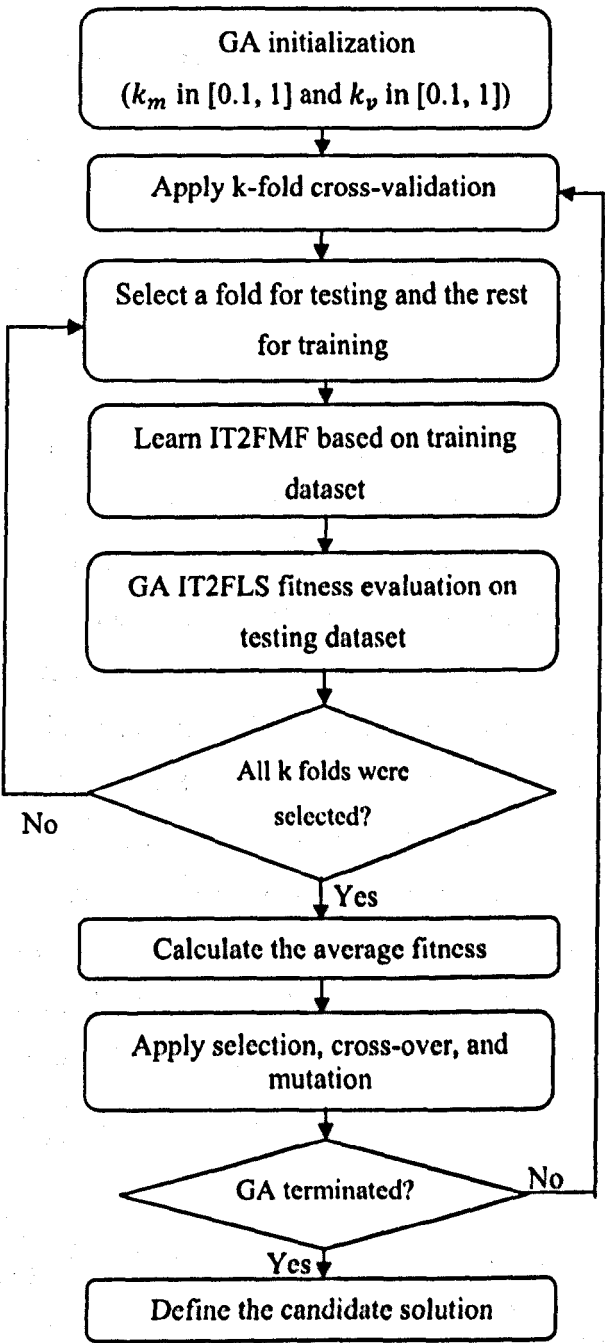 GA initialization
(k_m in [0.1, 1] and k_v in [0.1, 1])
Apply k-fold cross-validation
Select a fold for testing and the rest
for training
Learn IT2FMF based on training
dataset
GA IT2FLS fitness evaluation on
testing dataset
All k folds were
selected?
No
Yes
Calculate the average fitness
Apply selection, cross-over, and
mutation
GA terminated?
No
Yes
Define the candidate solution